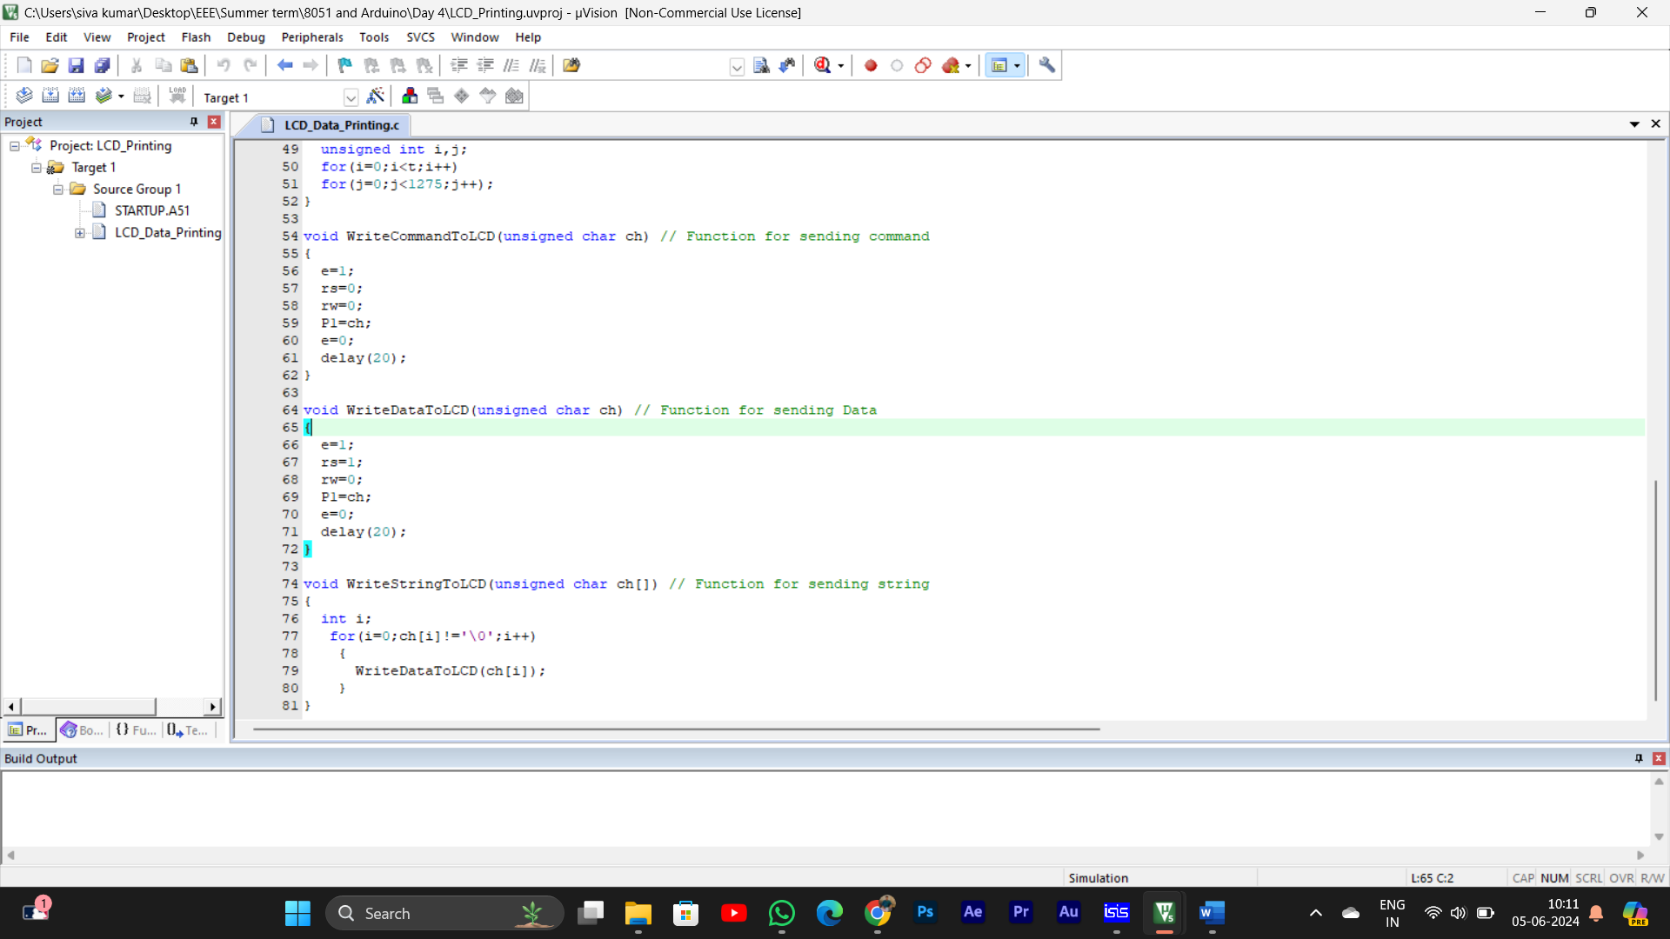 C:\Users\siva kumar\Desktop\EEE\Summer term\8051 and Arduino\Day 4\LCD_Printing.uvproj - µVision [Non-Commercial Use License]
File Edit View Project Flash Debug Peripherals Tools SVCS Window Help
LOAD Target 1
Project
LCD_Data_Printing.c
Project: LCD_Printing
Target 1
Source Group 1
STARTUP.A51
LCD_Data_Printing
49 unsigned int i,j;
50 for(i=0;i<t;i++)
51 for(j=0;j<1275;j++);
52 }
53
54 void WriteCommandToLCD(unsigned char ch) // Function for sending command
55 {
56 e=1;
57 rs=0;
58 rw=0;
59 P1=ch;
60 e=0;
61 delay(20);
62 }
63
64 void WriteDataToLCD(unsigned char ch) // Function for sending Data
65 {
66 e=1;
67 rs=1;
68 rw=0;
69 P1=ch;
70 e=0;
71 delay(20);
72 }
73
74 void WriteStringToLCD(unsigned char ch[]) // Function for sending string
75 {
76 int i;
77 for(i=0;ch[i]!='\0';i++)
78 {
79 WriteDataToLCD(ch[i]);
80 }
81 }
Pr... Bo... {} Fu... Te...
Build Output
Simulation L:65 C:2 CAP NUM SCRL OVR R/W
1 Search Ps Ae Pr Au isis W ENG IN 10:11 05-06-2024 PRE